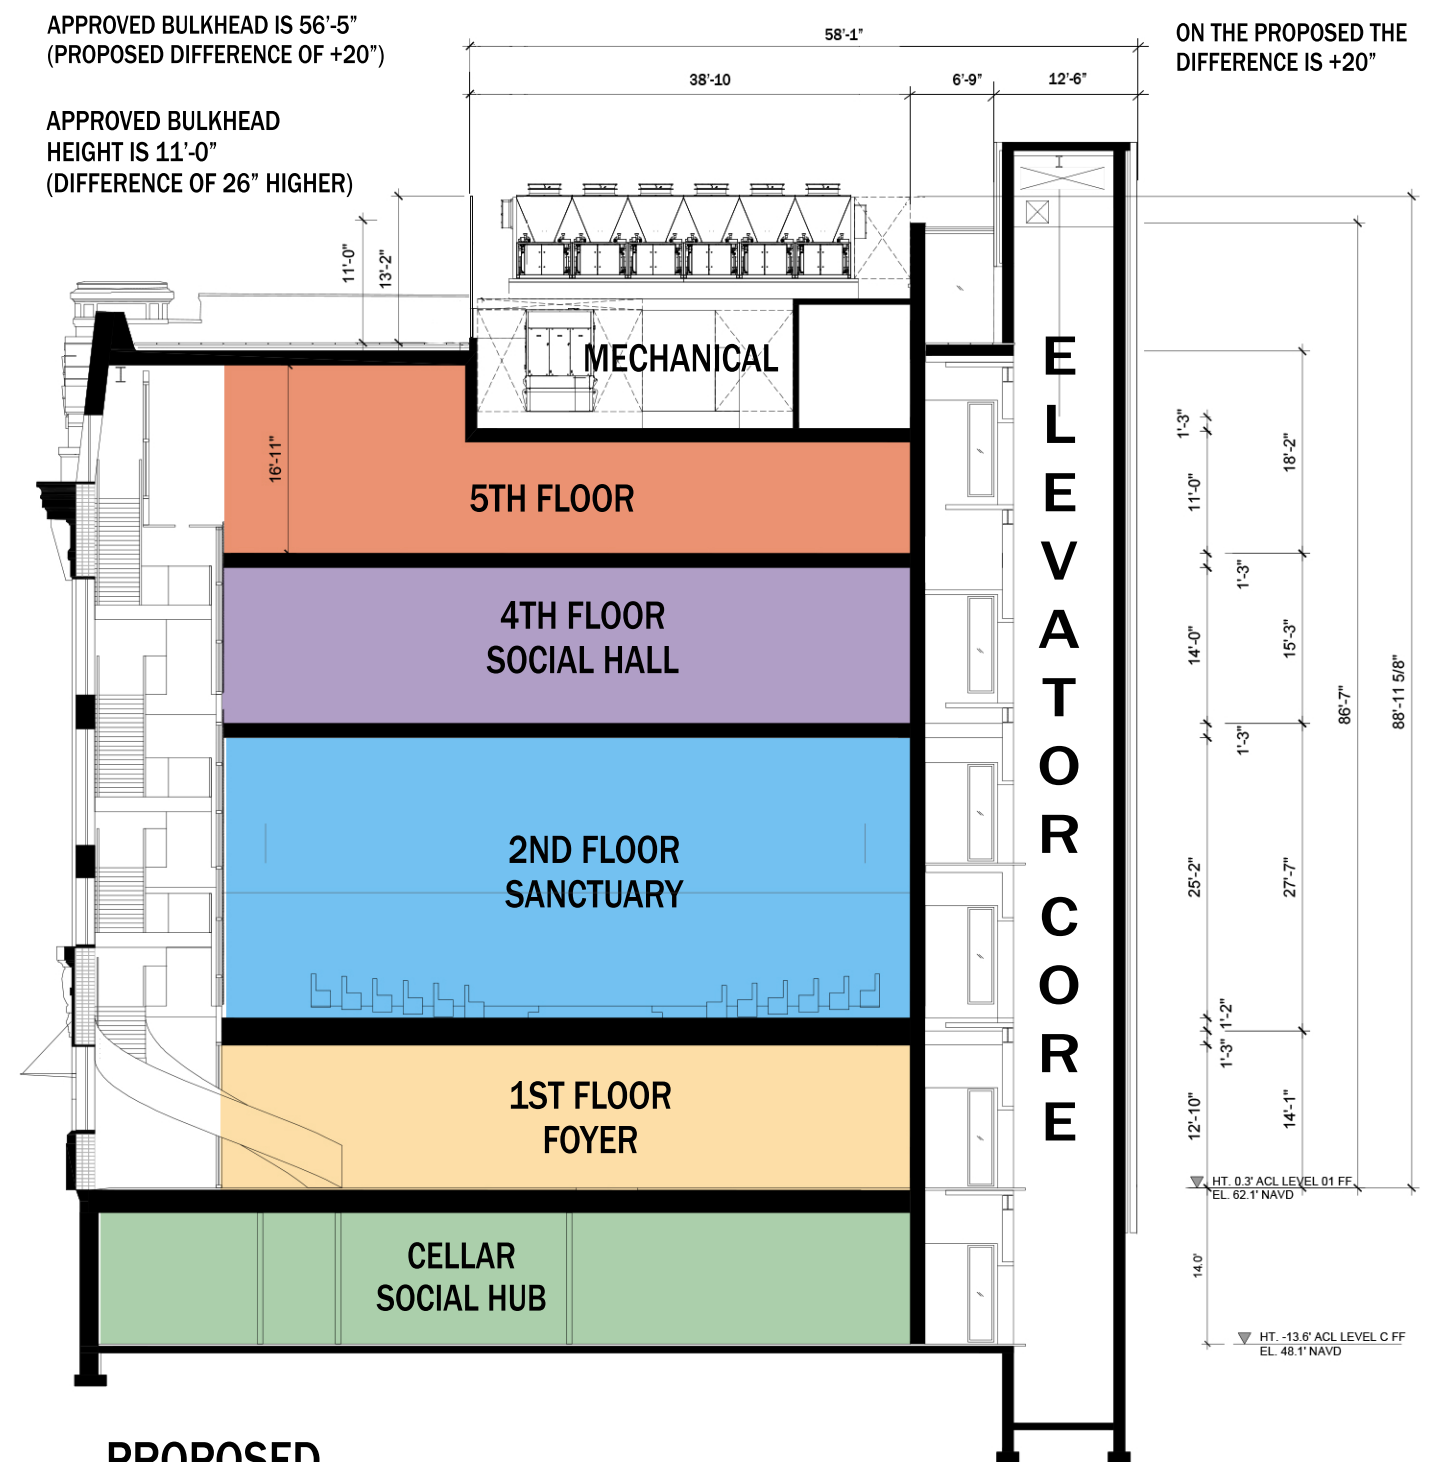 APPROVED BULKHEAD IS 56'-5"
(PROPOSED DIFFERENCE OF +20")
APPROVED BULKHEAD
HEIGHT IS 11'-0"
(DIFFERENCE OF 26" HIGHER)
58'-1"
38'-10
6'-9"
12'-6"
ON THE PROPOSED THE
DIFFERENCE IS +20"
11'-0"
13'-2"
MECHANICAL
16'-11"
5TH FLOOR
4TH FLOOR
SOCIAL HALL
2ND FLOOR
SANCTUARY
1ST FLOOR
FOYER
CELLAR
SOCIAL HUB
ELEVATOR CORE
1'-3"
11'-0"
18'-2"
1'-3"
14'-0"
15'-3"
1'-3"
25'-2"
27'-7"
1'-2"
1'-3"
12'-10"
14'-1"
86'-7"
88'-11 5/8"
HT. 0.3' ACL LEVEL 01 FF
EL. 62.1' NAVD
14.0'
HT. -13.6' ACL LEVEL C FF
EL. 48.1' NAVD
PROPOSED